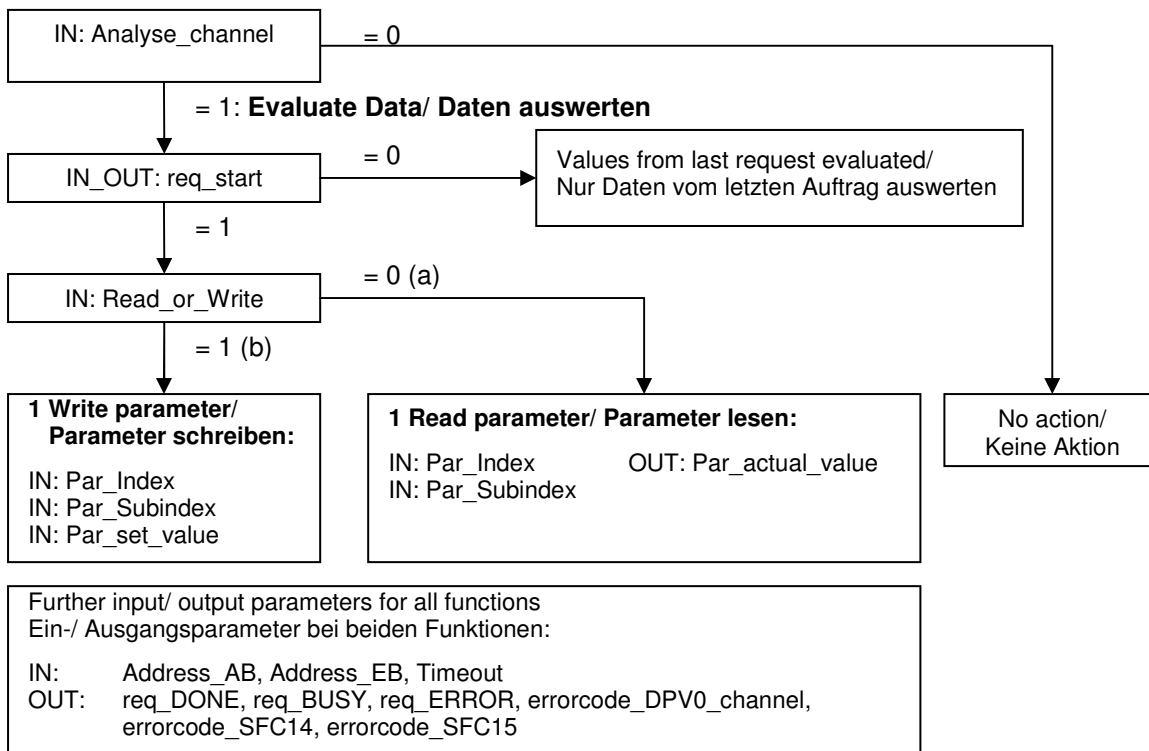 IN: Analyse_channel
= 0
= 1: Evaluate Data/ Daten auswerten
IN_OUT: req_start
= 0
Values from last request evaluated/
Nur Daten vom letzten Auftrag auswerten
= 1
IN: Read_or_Write
= 0 (a)
= 1 (b)
1 Write parameter/
Parameter schreiben:
IN: Par_Index
IN: Par_Subindex
IN: Par_set_value
1 Read parameter/ Parameter lesen:
IN: Par_Index OUT: Par_actual_value
IN: Par_Subindex
No action/
Keine Aktion
Further input/ output parameters for all functions
Ein-/ Ausgangsparameter bei beiden Funktionen:
IN: Address_AB, Address_EB, Timeout
OUT: req_DONE, req_BUSY, req_ERROR, errorcode_DPV0_channel,
errorcode_SFC14, errorcode_SFC15